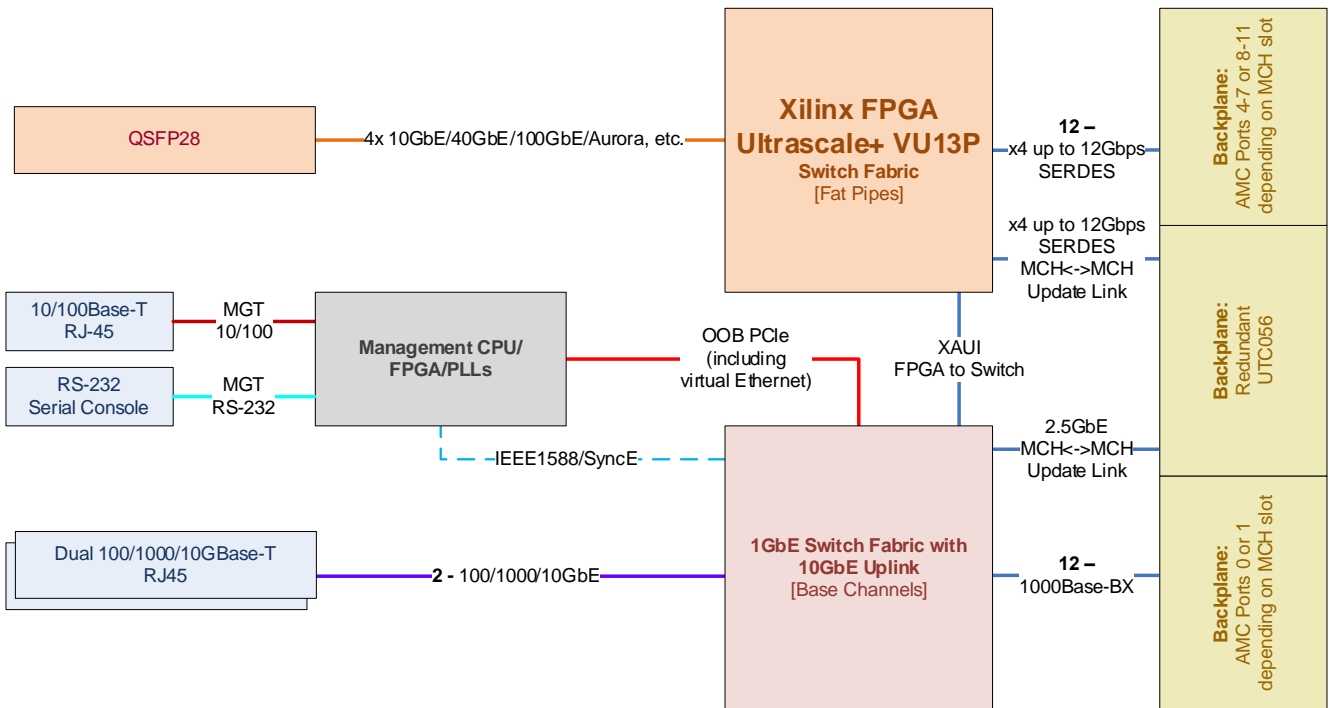 QSFP28
4x 10GbE/40GbE/100GbE/Aurora, etc.
Xilinx FPGA
Ultrascale+ VU13P
Switch Fabric
[Fat Pipes]
12 –
x4 up to 12Gbps
SERDES
Backplane:
AMC Ports 4-7 or 8-11
depending on MCH slot
x4 up to 12Gbps
SERDES
MCH<->MCH
Update Link
Backplane:
Redundant
UTC056
10/100Base-T
RJ-45
MGT
10/100
RS-232
Serial Console
MGT
RS-232
Management CPU/
FPGA/PLLs
OOB PCIe
(including
virtual Ethernet)
XAUI
FPGA to Switch
IEEE1588/SyncE
2.5GbE
MCH<->MCH
Update Link
Dual 100/1000/10GBase-T
RJ45
2 - 100/1000/10GbE
1GbE Switch Fabric with
10GbE Uplink
[Base Channels]
12 –
1000Base-BX
Backplane:
AMC Ports 0 or 1
depending on MCH slot